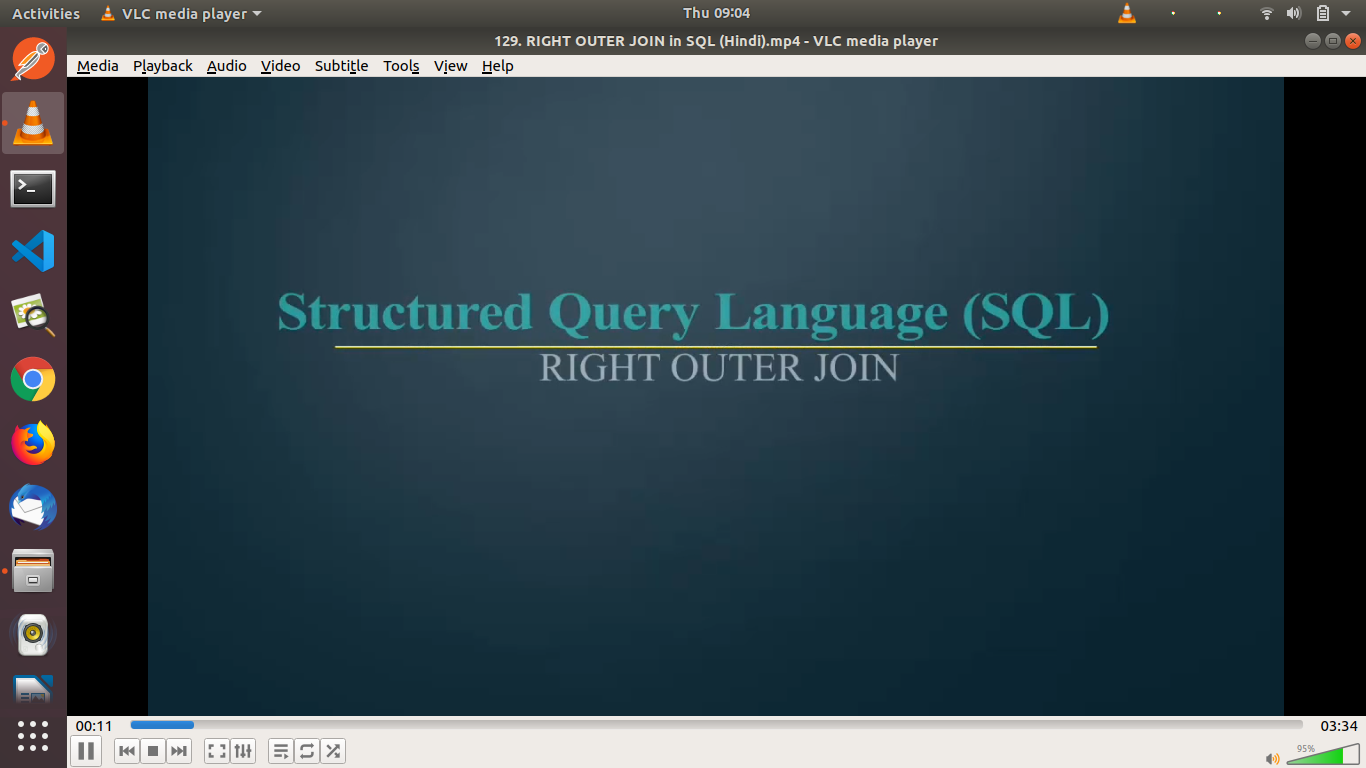 Activities VLC media player Thu 09:04
129. RIGHT OUTER JOIN in SQL (Hindi).mp4 - VLC media player
Media Playback Audio Video Subtitle Tools View Help
Structured Query Language (SQL)
RIGHT OUTER JOIN
00:11 03:34
95%